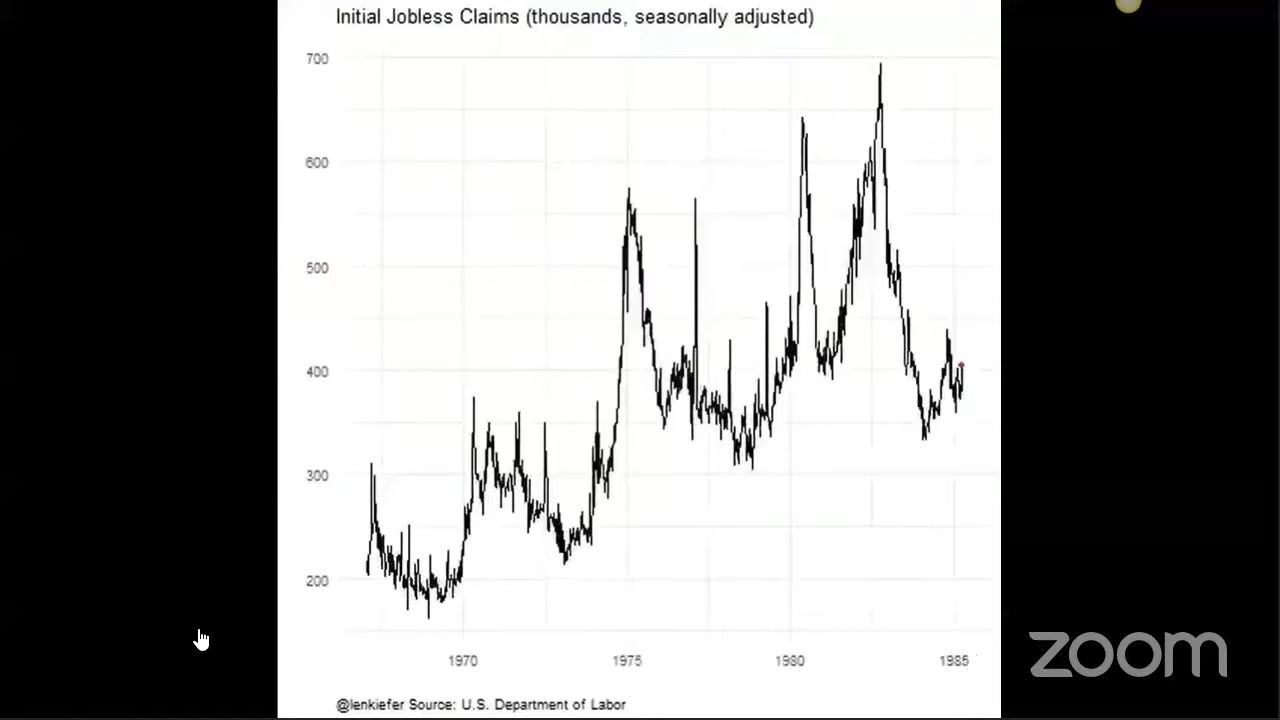 Initial Jobless Claims (thousands, seasonally adjusted)
700
600
500
400
300
200
1970 1975 1980 1985
@lenkiefer Source: U.S. Department of Labor
zoom